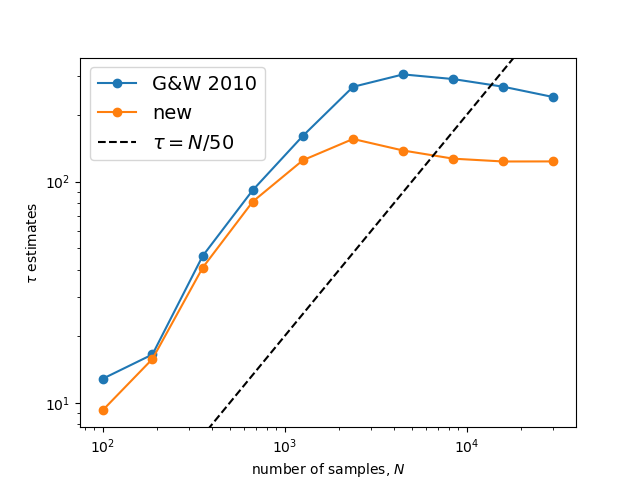 G&W 2010
new
τ = N/50
10²
10¹
τ estimates
10²
10³
10⁴
number of samples, N